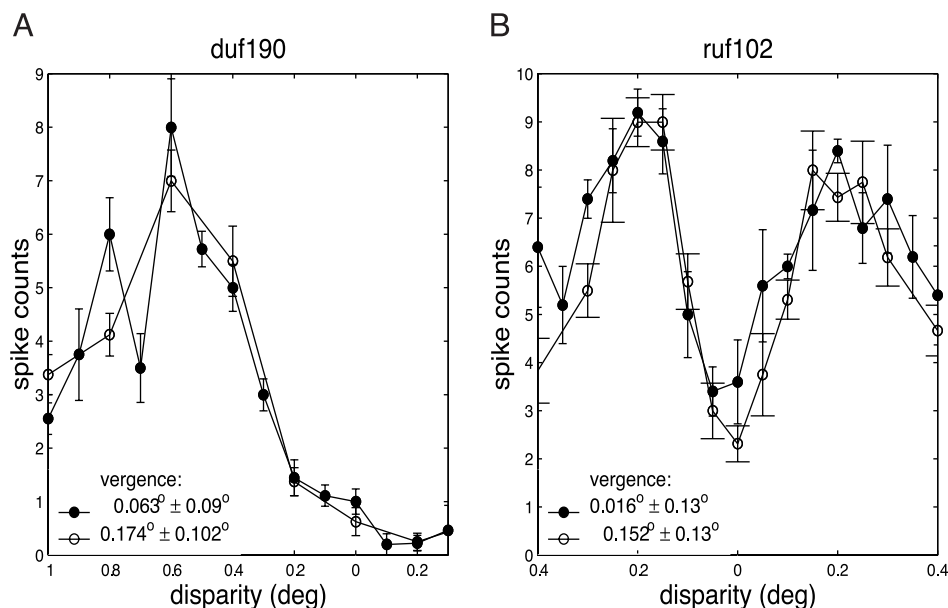 A
duf190
9
8
7
6
5
4
3
2
1
0
spike counts
vergence:
0.063° ± 0.09°
0.174° ± 0.102°
1 0.8 0.6 0.4 0.2 0 0.2
disparity (deg)
B
ruf102
10
9
8
7
6
5
4
3
2
1
0
spike counts
vergence:
0.016° ± 0.13°
0.152° ± 0.13°
0.4 0.2 0 0.2 0.4
disparity (deg)